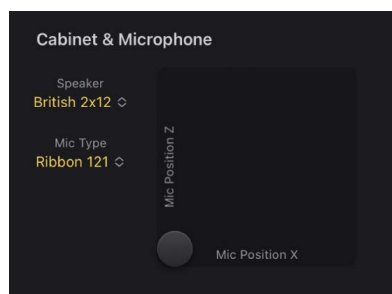 Cabinet & Microphone
Speaker
British 2x12
Mic Type
Ribbon 121
Mic Position Z
Mic Position X